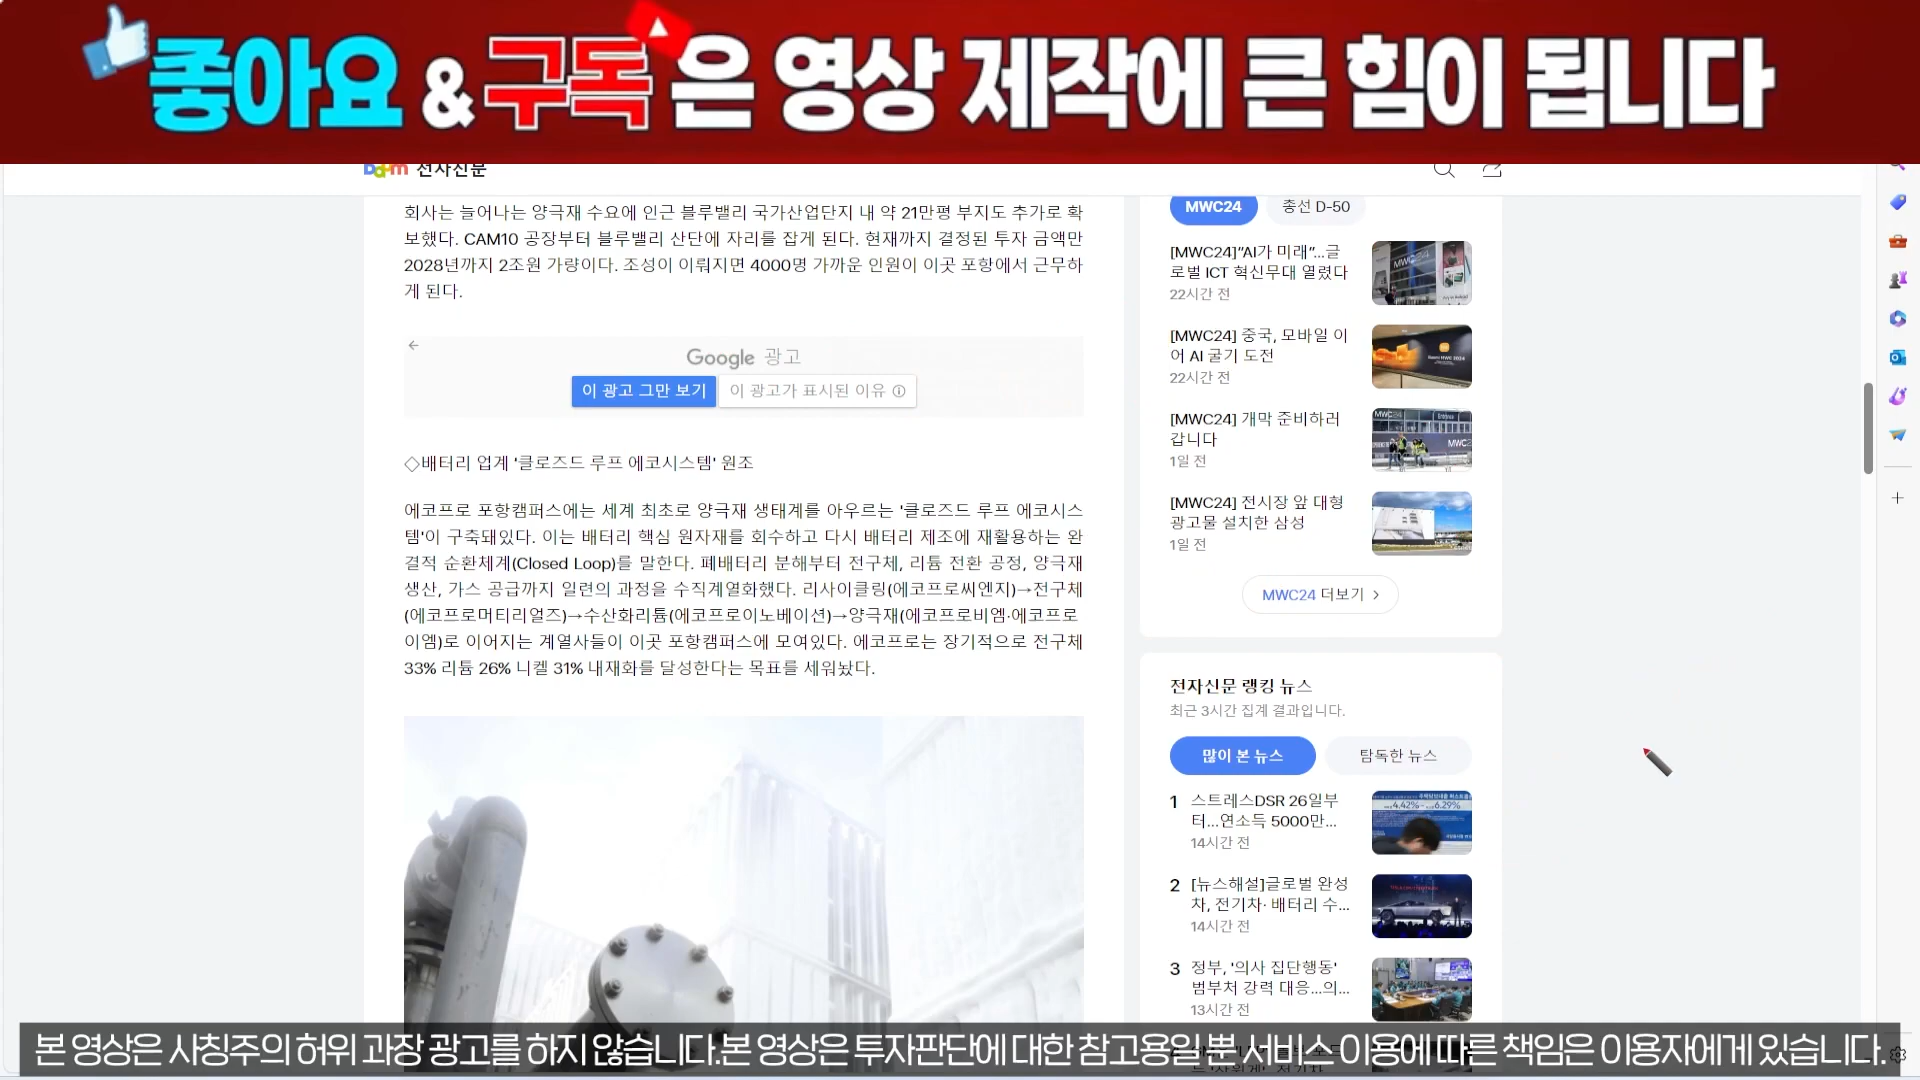 좋아요 & 구독 은 영상 제작에 큰 힘이 됩니다
Daum 전자신문
회사는 늘어나는 양극재 수요에 인근 블루밸리 국가산업단지 내 약 21만평 부지도 추가로 확
보했다. CAM10 공장부터 블루밸리 산단에 자리를 잡게 된다. 현재까지 결정된 투자 금액만
2028년까지 2조원 가량이다. 조성이 이뤄지면 4000명 가까운 인원이 이곳 포항에서 근무하
게 된다.
Google 광고
이 광고 그만 보기
이 광고가 표시된 이유
◇배터리 업계 '클로즈드 루프 에코시스템' 원조
에코프로 포항캠퍼스에는 세계 최초로 양극재 생태계를 아우르는 '클로즈드 루프 에코시스
템'이 구축돼있다. 이는 배터리 핵심 원자재를 회수하고 다시 배터리 제조에 재활용하는 완
결적 순환체계(Closed Loop)를 말한다. 폐배터리 분해부터 전구체, 리튬 전환 공정, 양극재
생산, 가스 공급까지 일련의 과정을 수직계열화했다. 리사이클링(에코프로씨엔지)→전구체
(에코프로머티리얼즈)→수산화리튬(에코프로이노베이션)→양극재(에코프로비엠·에코프로
이엠)로 이어지는 계열사들이 이곳 포항캠퍼스에 모여있다. 에코프로는 장기적으로 전구체
33% 리튬 26% 니켈 31% 내재화를 달성한다는 목표를 세워놨다.
MWC24
총선 D-50
[MWC24]“AI가 미래”...글
로벌 ICT 혁신무대 열렸다
22시간 전
[MWC24] 중국, 모바일 이
어 AI 굴기 도전
22시간 전
[MWC24] 개막 준비하러
갑니다
1일 전
[MWC24] 전시장 앞 대형
광고물 설치한 삼성
1일 전
MWC24 더보기
전자신문 랭킹 뉴스
최근 3시간 집계 결과입니다.
많이 본 뉴스
탐독한 뉴스
1 스트레스DSR 26일부
터...연소득 5000만...
14시간 전
4.42%~ 6.29%
2 [뉴스해설]글로벌 완성
차, 전기차· 배터리 수...
14시간 전
3 정부, '의사 집단행동'
범부처 강력 대응...의...
13시간 전
본 영상은 사칭주의 허위 과장 광고를 하지 않습니다.본 영상은 투자판단에 대한 참고용일 뿐 서비스 이용에 따른 책임은 이용자에게 있습니다.